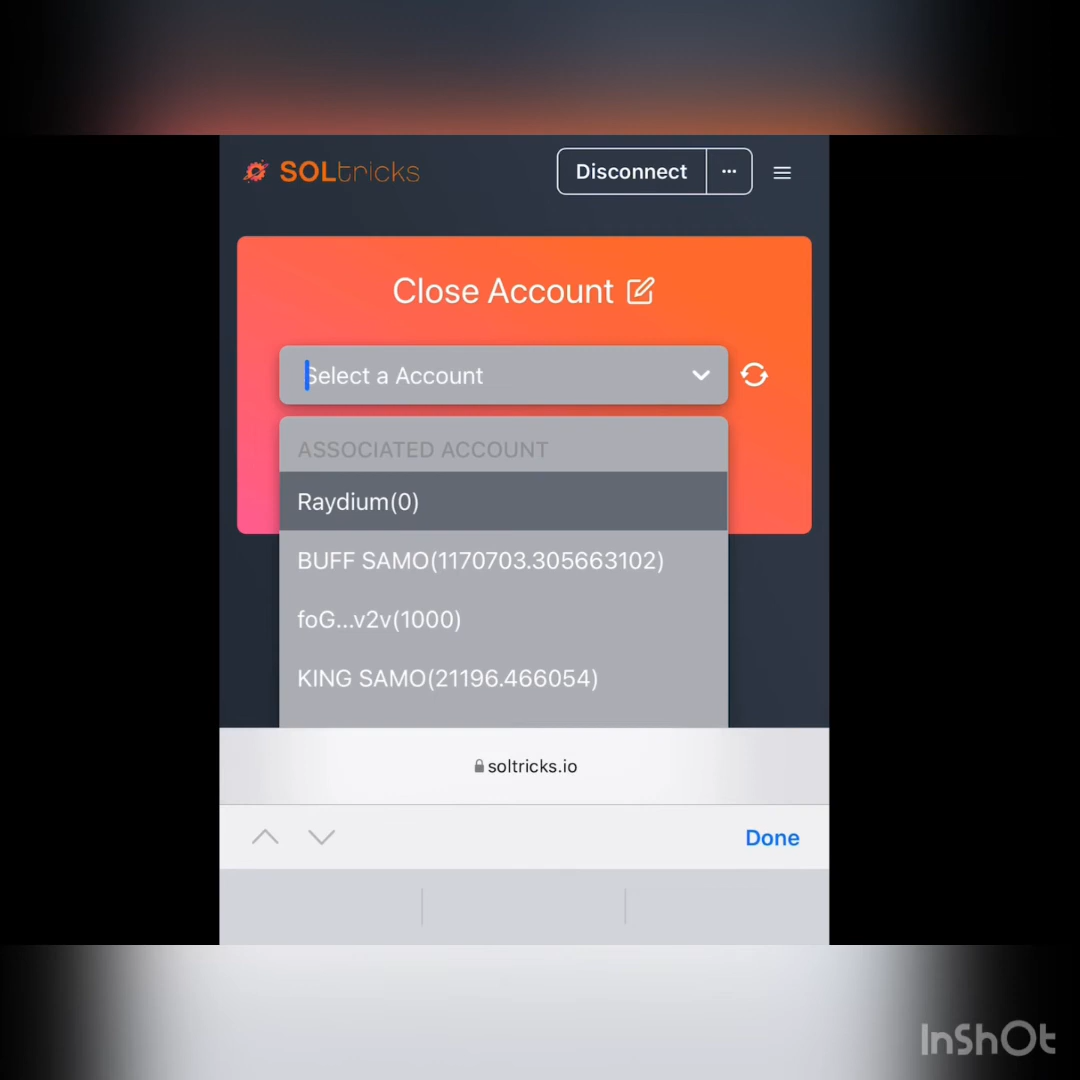 SOLtricks
Disconnect
...
Close Account
Select a Account
ASSOCIATED ACCOUNT
Raydium(0)
BUFF SAMO(1170703.305663102)
foG...v2v(1000)
KING SAMO(21196.466054)
soltricks.io
Done
InShOt